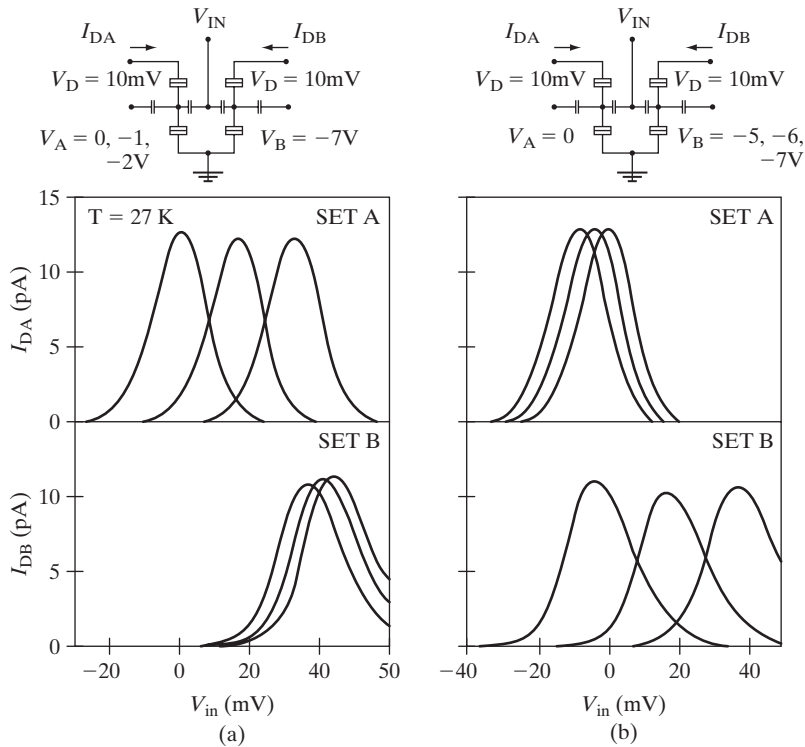 V_IN
I_DA
I_DB
V_D = 10mV
V_D = 10mV
V_A = 0, −1,
−2V
V_B = −7V
V_IN
I_DA
I_DB
V_D = 10mV
V_D = 10mV
V_A = 0
V_B = −5, −6,
−7V
T = 27 K
SET A
15
10
5
0
I_DA (pA)
SET A
SET B
10
5
0
I_DB (pA)
SET B
−20 0 20 40 50
V_in (mV)
(a)
−40 −20 0 20 40
V_in (mV)
(b)